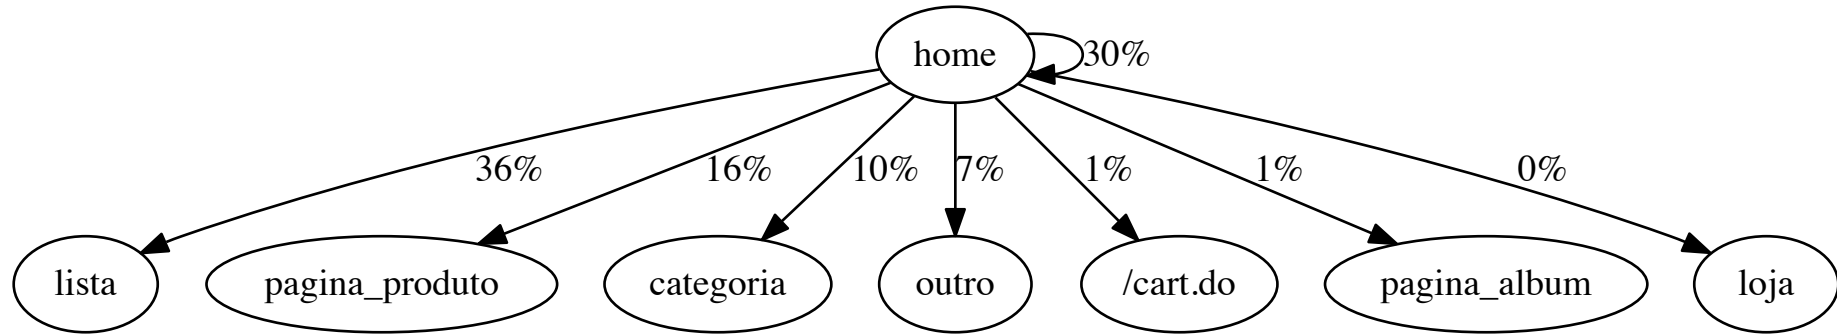 home
30%
36%
16%
10%
7%
1%
1%
0%
lista
pagina_produto
categoria
outro
/cart.do
pagina_album
loja